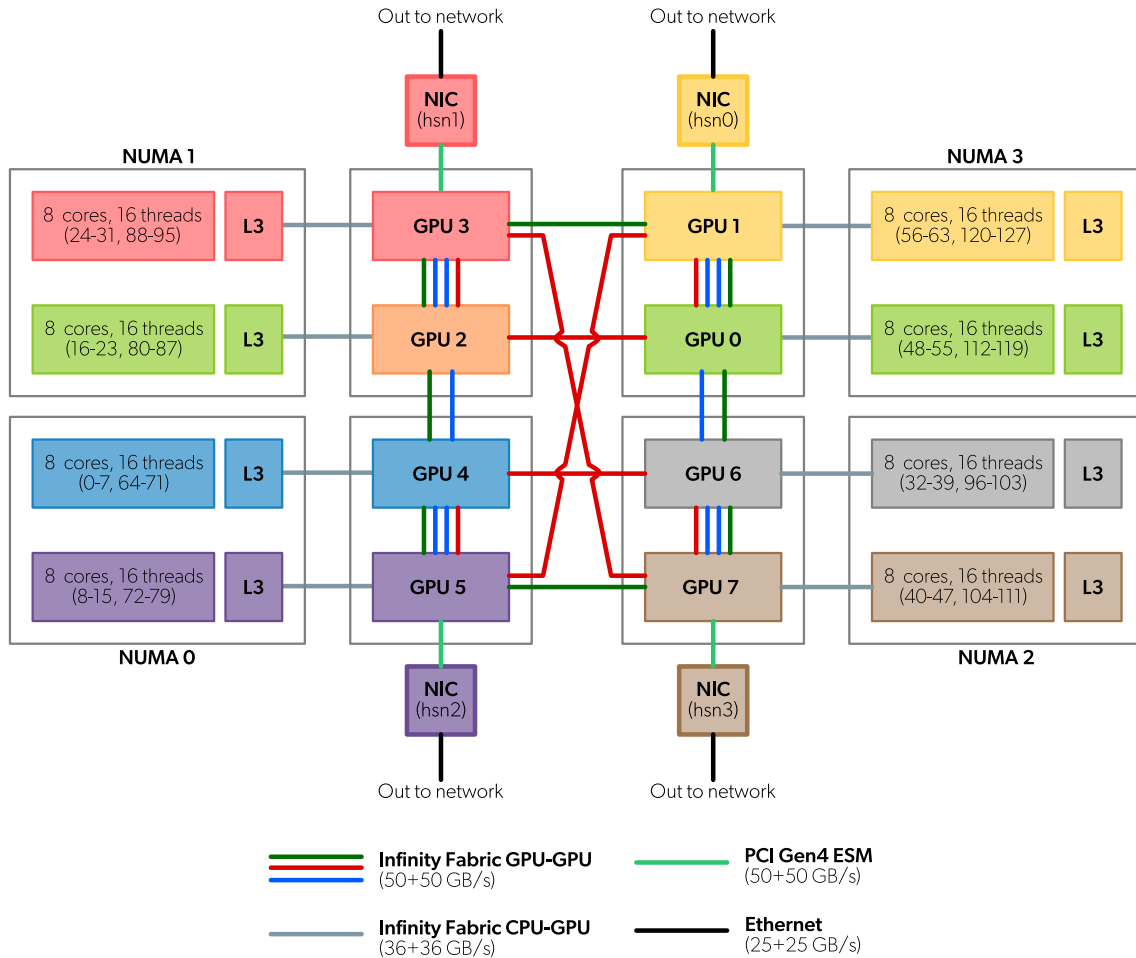 Out to network
Out to network
NIC
(hsn1)
NIC
(hsn0)
NUMA 1
NUMA 3
8 cores, 16 threads
(24-31, 88-95)
L3
GPU 3
GPU 1
8 cores, 16 threads
(56-63, 120-127)
L3
8 cores, 16 threads
(16-23, 80-87)
L3
GPU 2
GPU 0
8 cores, 16 threads
(48-55, 112-119)
L3
8 cores, 16 threads
(0-7, 64-71)
L3
GPU 4
GPU 6
8 cores, 16 threads
(32-39, 96-103)
L3
8 cores, 16 threads
(8-15, 72-79)
L3
GPU 5
GPU 7
8 cores, 16 threads
(40-47, 104-111)
L3
NUMA 0
NUMA 2
NIC
(hsn2)
NIC
(hsn3)
Out to network
Out to network
Infinity Fabric GPU-GPU
(50+50 GB/s)
PCI Gen4 ESM
(50+50 GB/s)
Infinity Fabric CPU-GPU
(36+36 GB/s)
Ethernet
(25+25 GB/s)